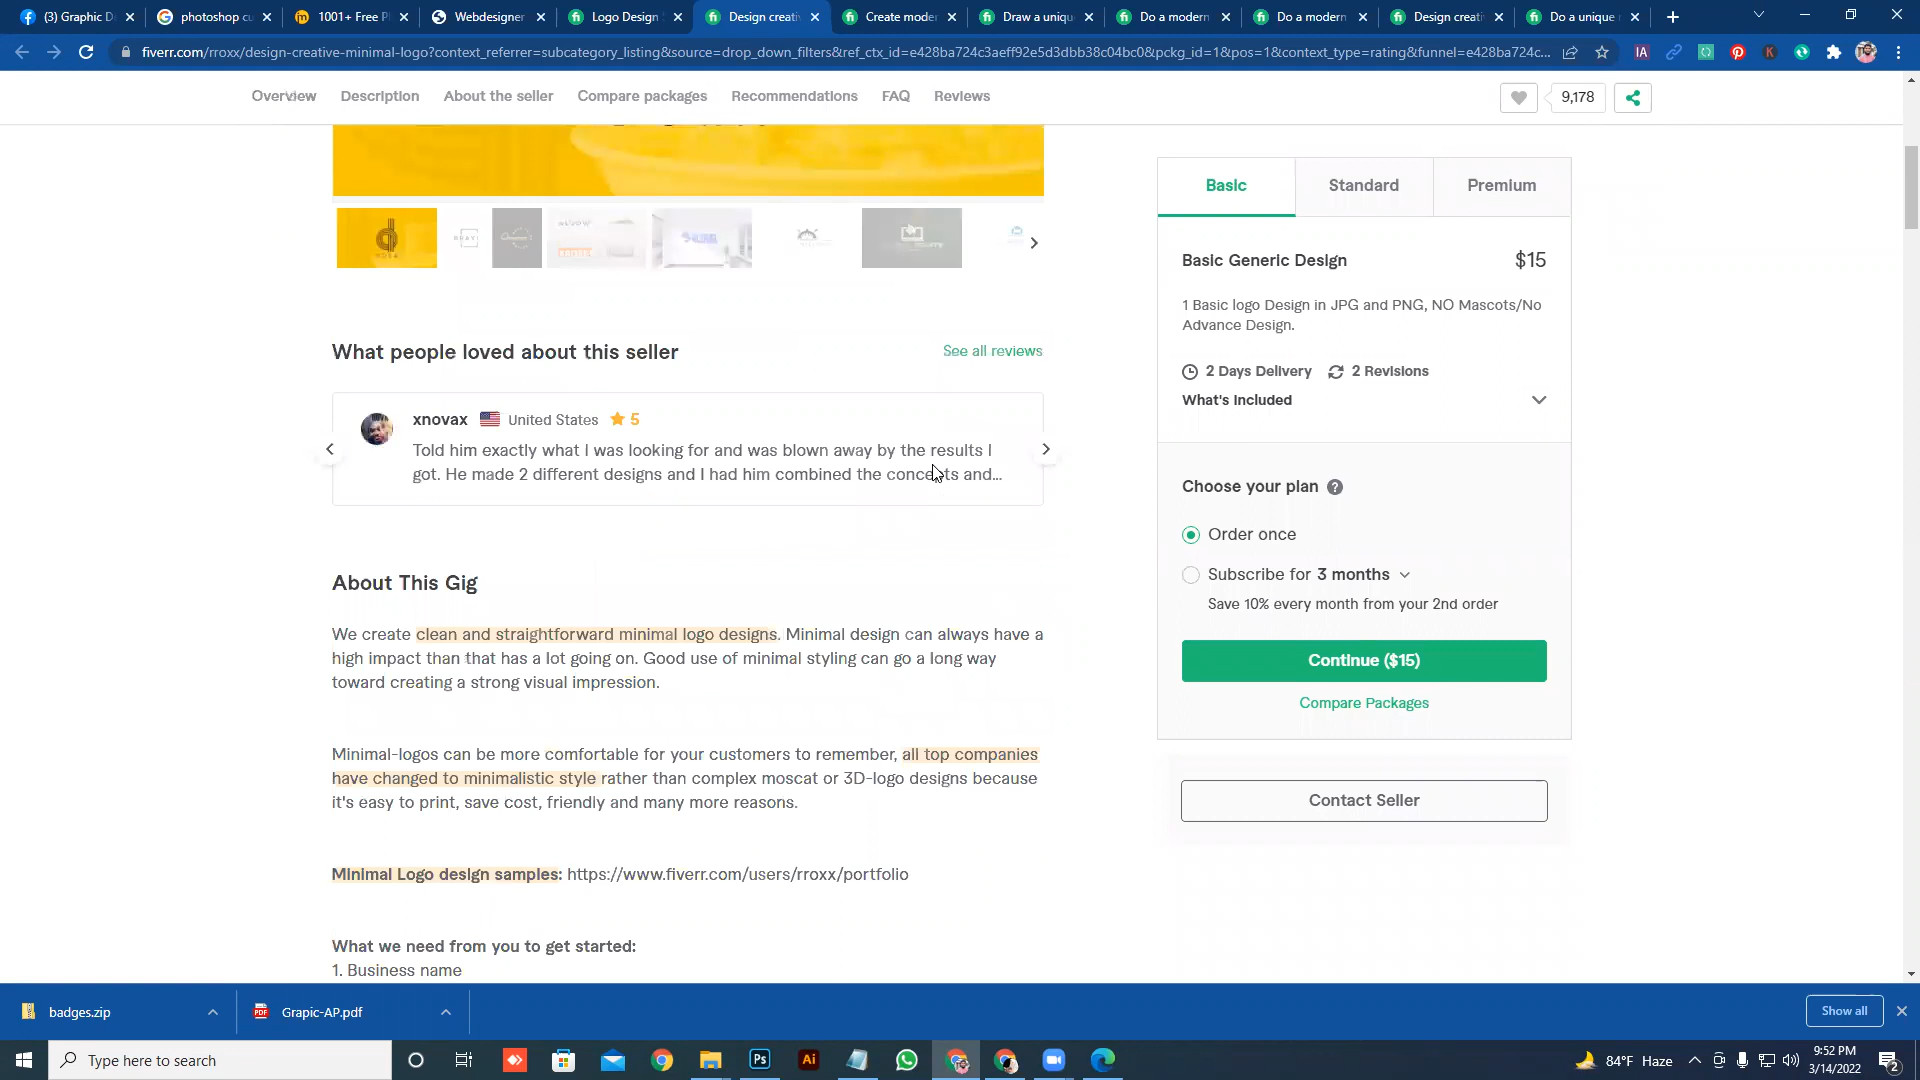 (3) Graphic D
photoshop cu
1001+ Free P
Webdesigner
Logo Design
Design creati
Create mode
Draw a uniqu
Do a modern
Do a modern
Design creati
Do a unique
fiverr.com/rroxx/design-creative-minimal-logo?context_referrer=subcategory_listing&source=drop_down_filters&ref_ctx_id=e428ba724c3aeff92e5d3dbb38c04bc0&pckg_id=1&pos=1&context_type=rating&funnel=e428ba724c...
Overview
Description
About the seller
Compare packages
Recommendations
FAQ
Reviews
9,178
Basic
Standard
Premium
Basic Generic Design
$15
1 Basic logo Design in JPG and PNG, NO Mascots/No
Advance Design.
2 Days Delivery
2 Revisions
What's Included
What people loved about this seller
See all reviews
xnovax
United States
5
Told him exactly what I was looking for and was blown away by the results I
got. He made 2 different designs and I had him combined the concepts and...
Choose your plan
Order once
Subscribe for 3 months
Save 10% every month from your 2nd order
Continue ($15)
Compare Packages
Contact Seller
About This Gig
We create clean and straightforward minimal logo designs. Minimal design can always have a
high impact than that has a lot going on. Good use of minimal styling can go a long way
toward creating a strong visual impression.
Minimal-logos can be more comfortable for your customers to remember, all top companies
have changed to minimalistic style rather than complex moscat or 3D-logo designs because
it's easy to print, save cost, friendly and many more reasons.
Minimal Logo design samples: https://www.fiverr.com/users/rroxx/portfolio
What we need from you to get started:
1. Business name
badges.zip
Grapic-AP.pdf
Show all
Type here to search
84°F Haze
9:52 PM
3/14/2022
2